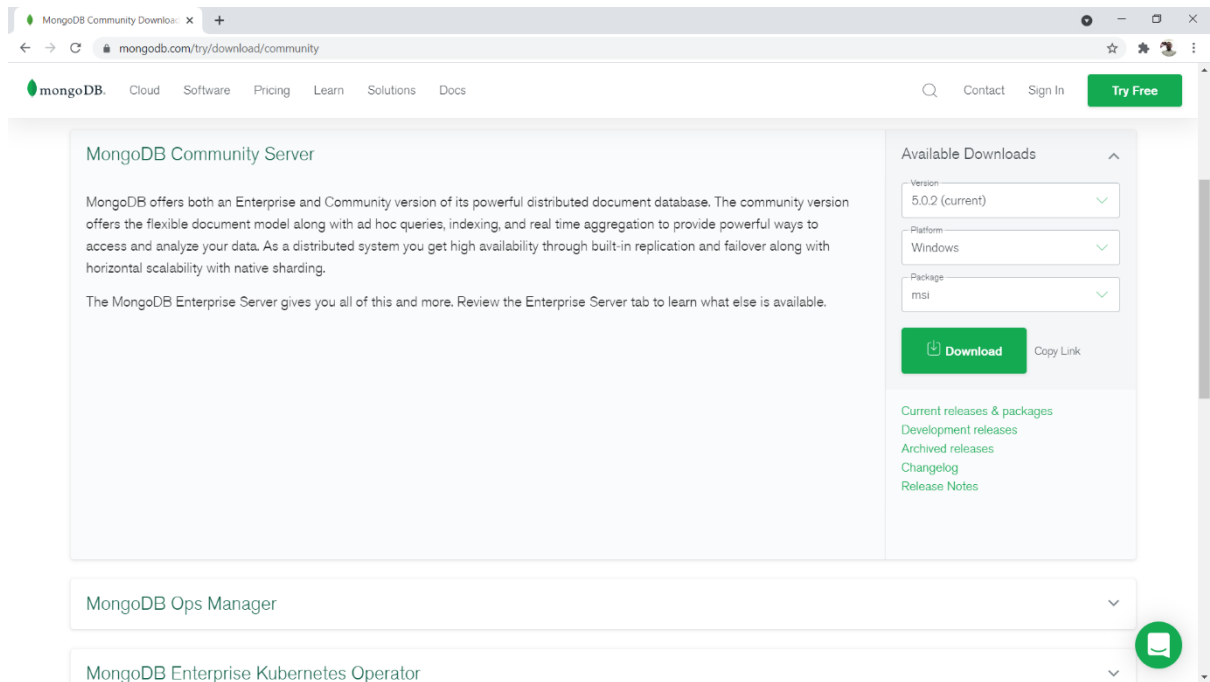 MongoDB Community Downloa
mongodb.com/try/download/community
mongoDB. Cloud Software Pricing Learn Solutions Docs Contact Sign In Try Free
MongoDB Community Server
MongoDB offers both an Enterprise and Community version of its powerful distributed document database. The community version
offers the flexible document model along with ad hoc queries, indexing, and real time aggregation to provide powerful ways to
access and analyze your data. As a distributed system you get high availability through built-in replication and failover along with
horizontal scalability with native sharding.
The MongoDB Enterprise Server gives you all of this and more. Review the Enterprise Server tab to learn what else is available.
Available Downloads
Version
5.0.2 (current)
Platform
Windows
Package
msi
Download Copy Link
Current releases & packages
Development releases
Archived releases
Changelog
Release Notes
MongoDB Ops Manager
MongoDB Enterprise Kubernetes Operator